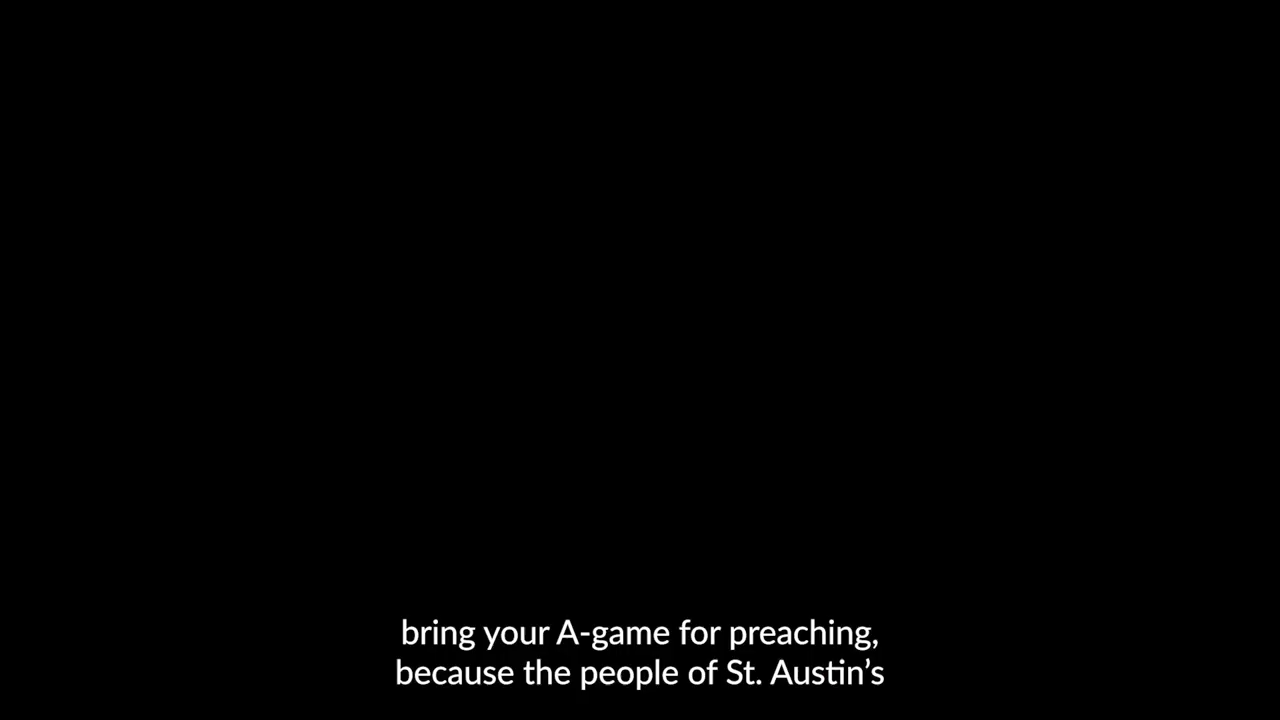 bring your A-game for preaching,
because the people of St. Austin’s